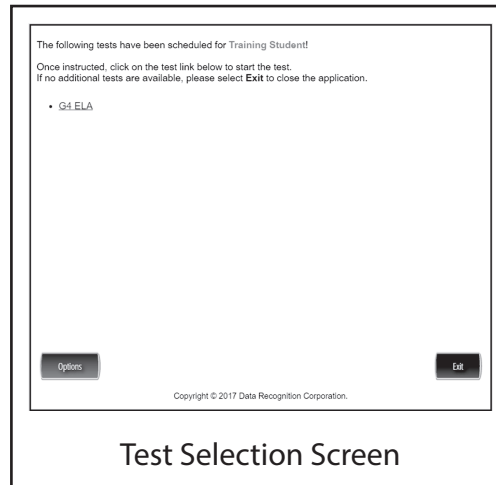 The following tests have been scheduled for Training Student!
Once instructed, click on the test link below to start the test.
If no additional tests are available, please select Exit to close the application.
• G4 ELA
Options
Exit
Copyright © 2017 Data Recognition Corporation.
Test Selection Screen